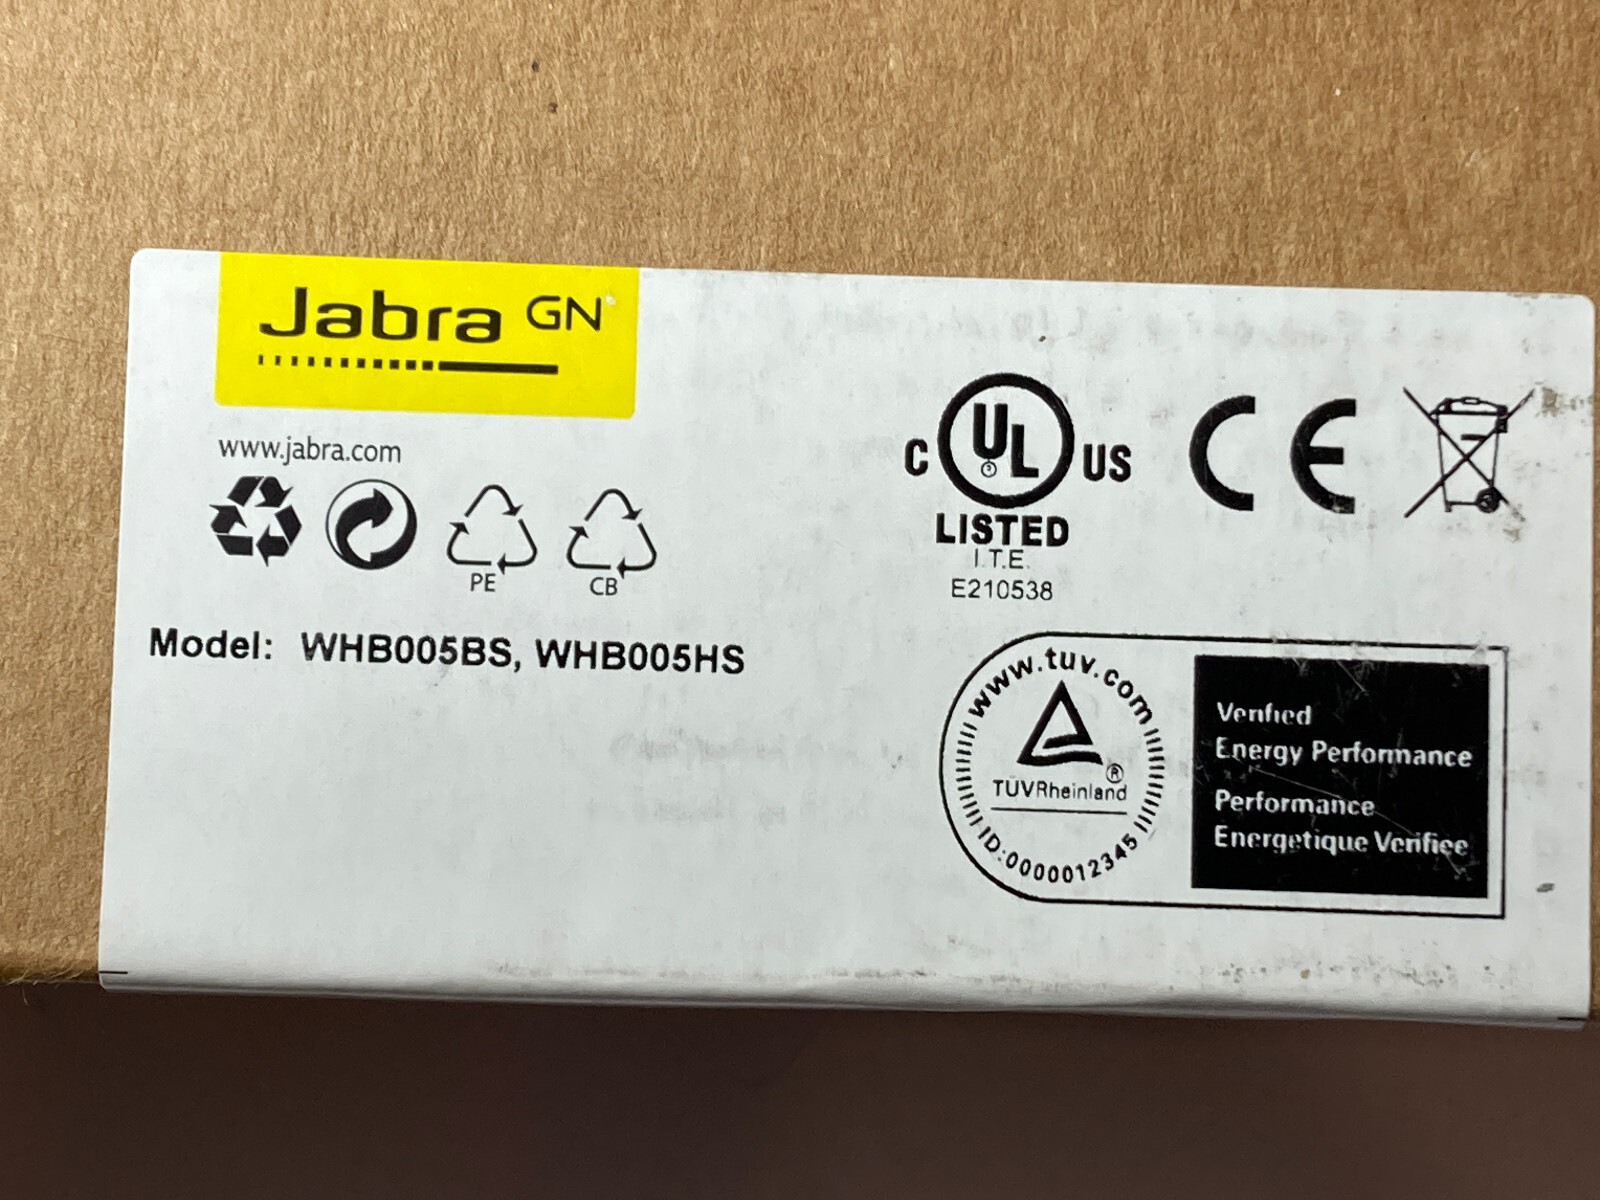 Jabra GN
www.jabra.com
PE
CB
Model: WHB005BS, WHB005HS
C UL ® US
LISTED
I.T.E.
E210538
CE
www.tuv.com
TÜVRheinland®
ID:0000012345
Verified
Energy Performance
Performance
Energetique Verifiee